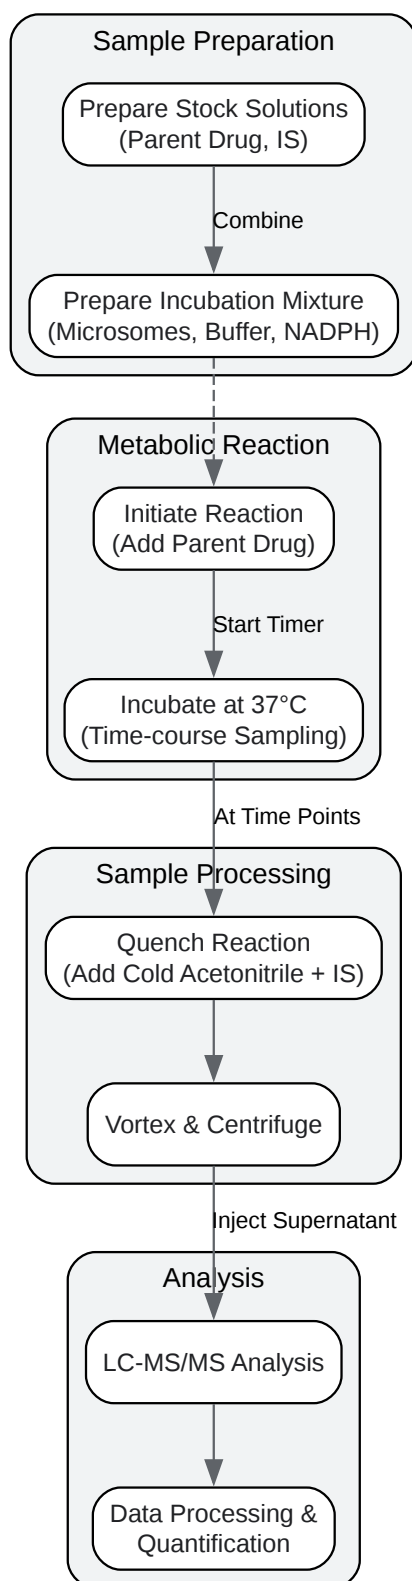 Sample Preparation
Prepare Stock Solutions
(Parent Drug, IS)
Combine
Prepare Incubation Mixture
(Microsomes, Buffer, NADPH)
Metabolic Reaction
Initiate Reaction
(Add Parent Drug)
Start Timer
Incubate at 37°C
(Time-course Sampling)
At Time Points
Sample Processing
Quench Reaction
(Add Cold Acetonitrile + IS)
Vortex & Centrifuge
Inject Supernatant
Analysis
LC-MS/MS Analysis
Data Processing &
Quantification